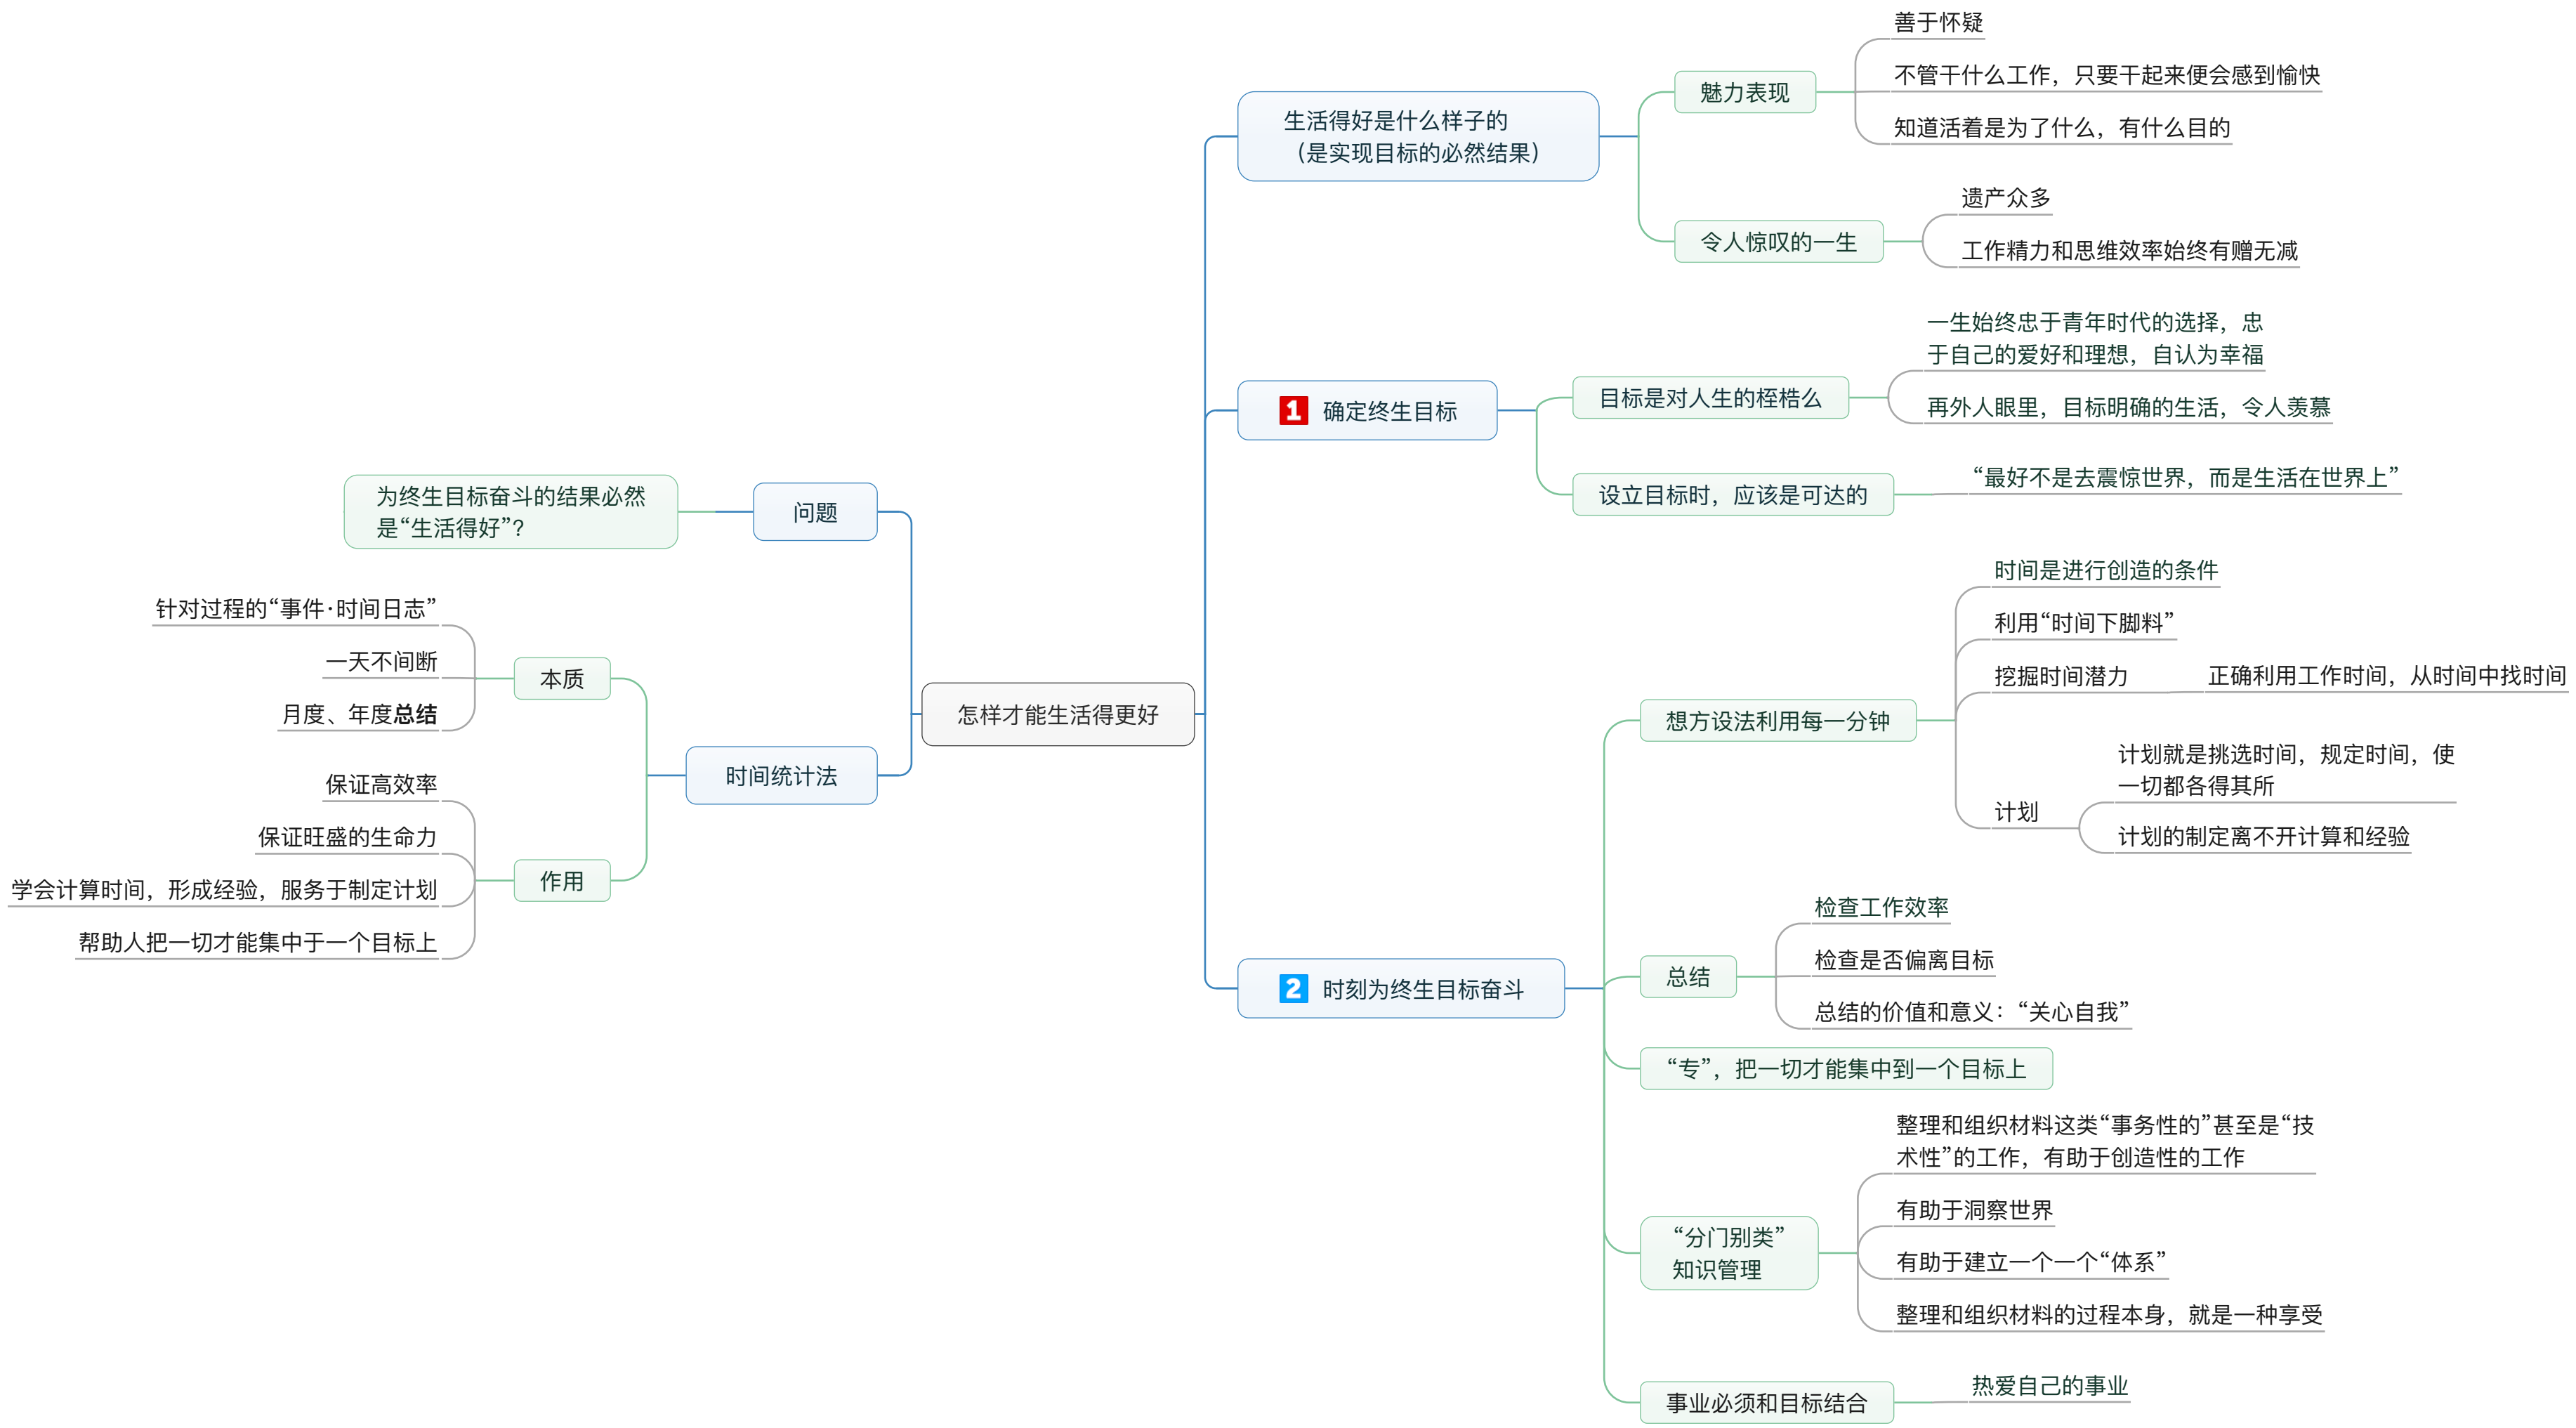 怎样才能生活得更好
生活得好是什么样子的
（是实现目标的必然结果）
魅力表现
善于怀疑
不管干什么工作，只要干起来便会感到愉快
知道活着是为了什么，有什么目的
令人惊叹的一生
遗产众多
工作精力和思维效率始终有赠无减
1 确定终生目标
目标是对人生的桎梏么
一生始终忠于青年时代的选择，忠
于自己的爱好和理想，自认为幸福
再外人眼里，目标明确的生活，令人羡慕
设立目标时，应该是可达的
“最好不是去震惊世界，而是生活在世界上”
2 时刻为终生目标奋斗
想方设法利用每一分钟
时间是进行创造的条件
利用“时间下脚料”
挖掘时间潜力
正确利用工作时间，从时间中找时间
计划
计划就是挑选时间，规定时间，使
一切都各得其所
计划的制定离不开计算和经验
总结
检查工作效率
检查是否偏离目标
总结的价值和意义：“关心自我”
“专”，把一切才能集中到一个目标上
“分门别类”
知识管理
整理和组织材料这类“事务性的”甚至是“技
术性”的工作，有助于创造性的工作
有助于洞察世界
有助于建立一个一个“体系”
整理和组织材料的过程本身，就是一种享受
事业必须和目标结合
热爱自己的事业
问题
为终生目标奋斗的结果必然
是“生活得好”？
时间统计法
本质
针对过程的“事件·时间日志”
一天不间断
月度、年度总结
作用
保证高效率
保证旺盛的生命力
学会计算时间，形成经验，服务于制定计划
帮助人把一切才能集中于一个目标上